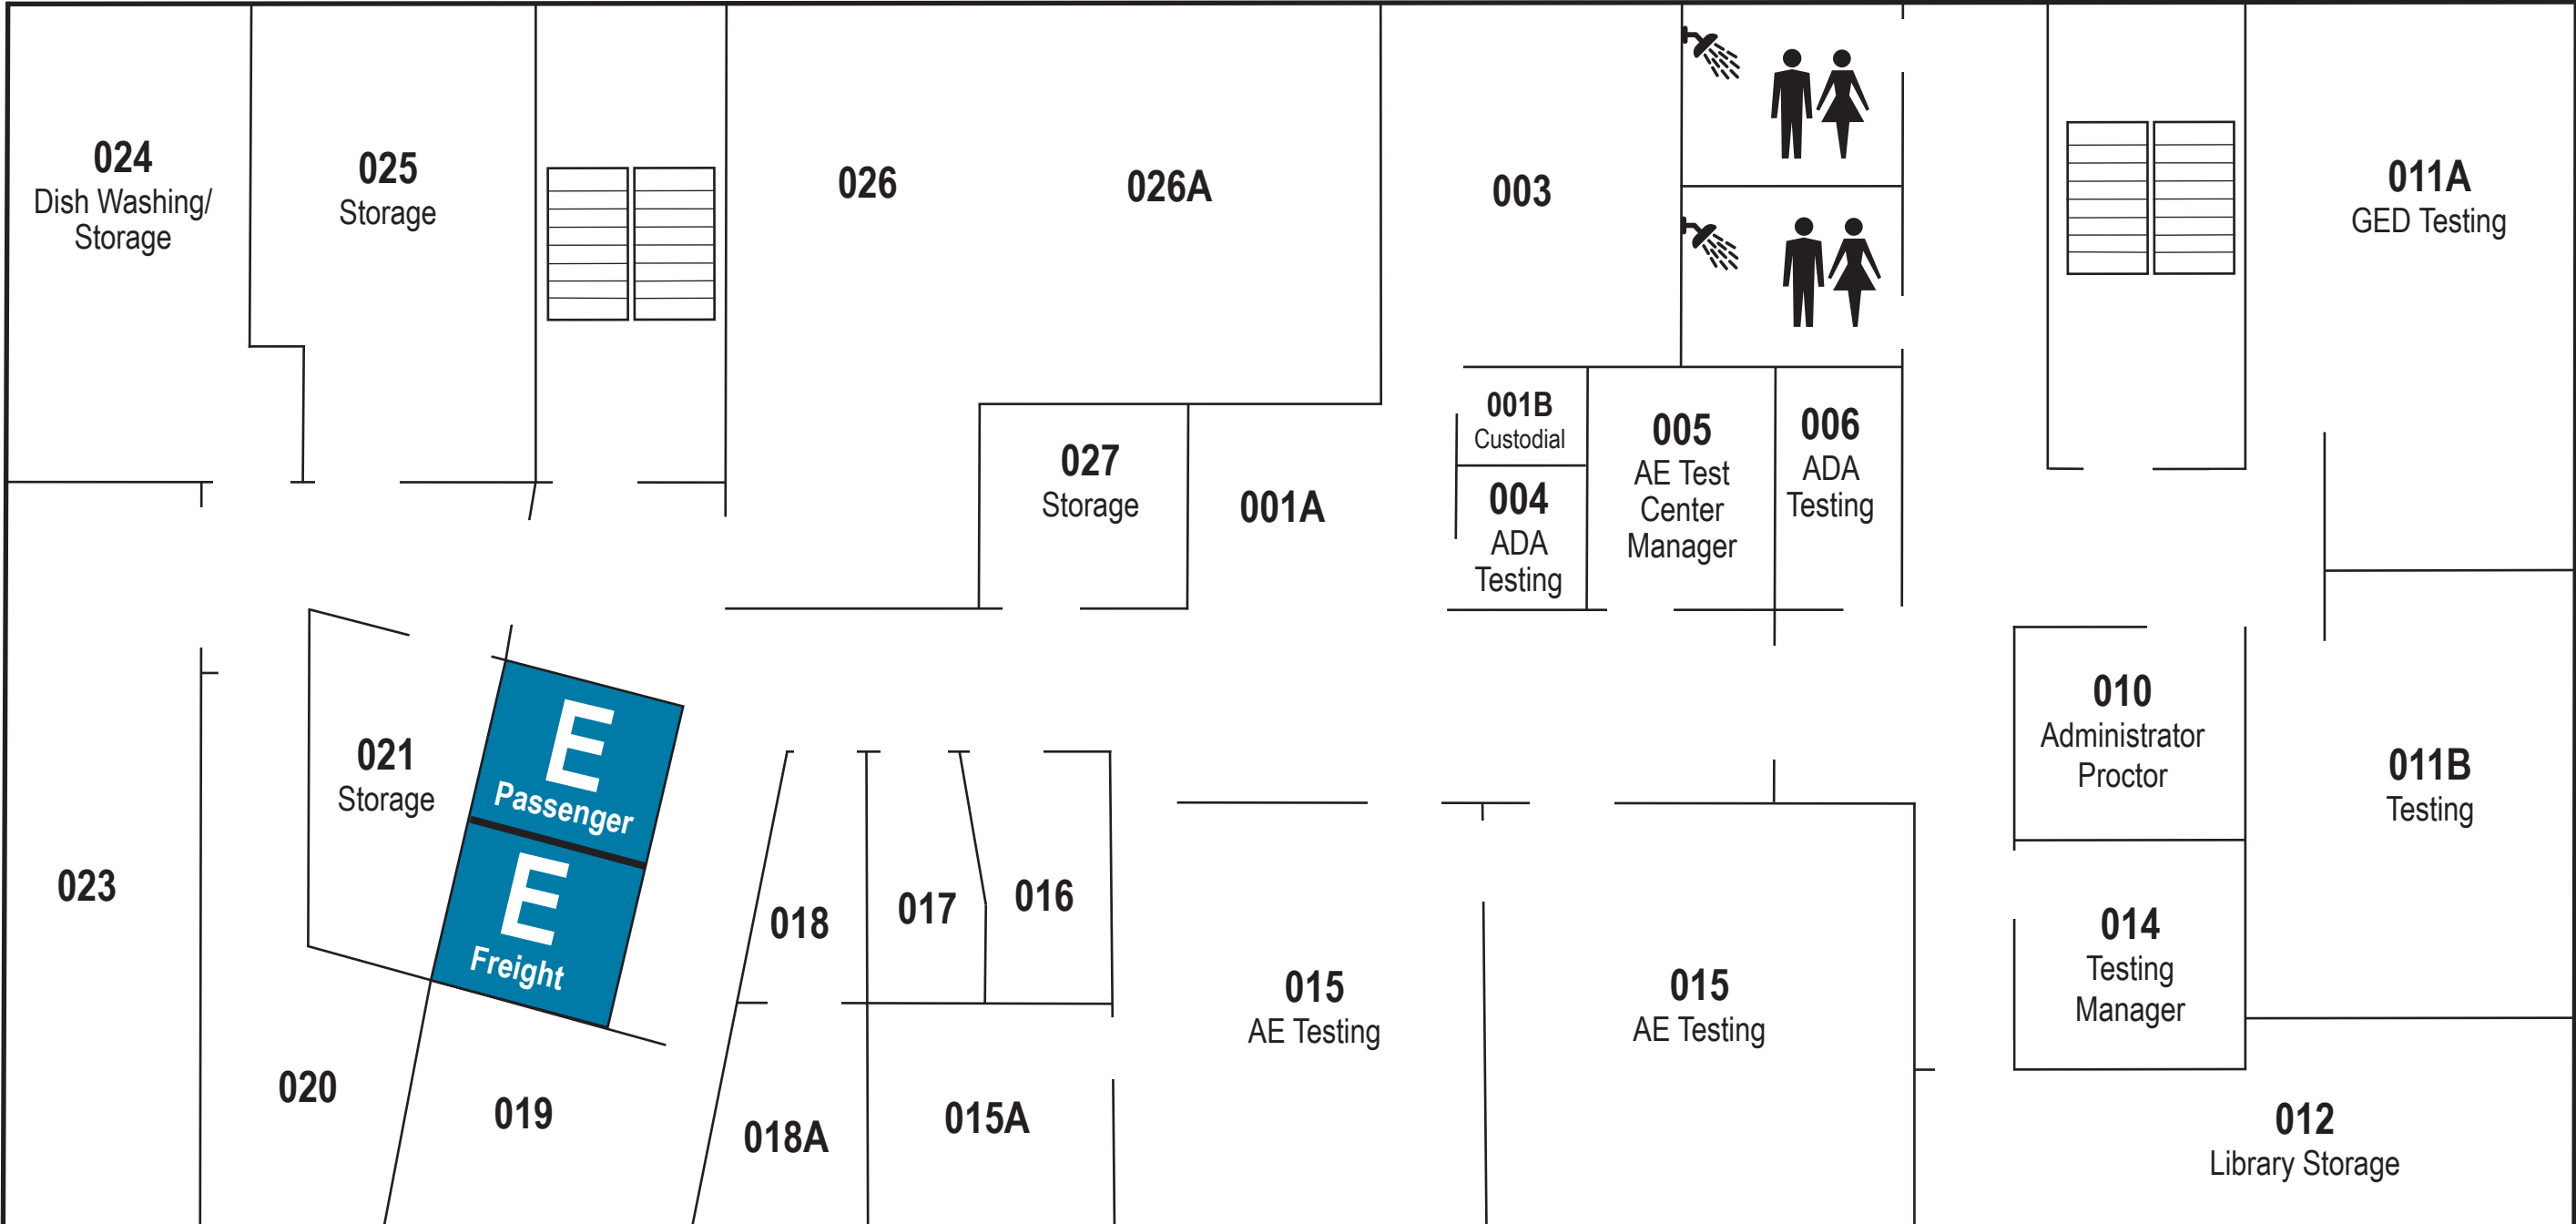 024
Dish Washing/
Storage
025
Storage
026
026A
003
011A
GED Testing
027
Storage
001A
001B
Custodial
004
ADA
Testing
005
AE Test
Center
Manager
006
ADA
Testing
010
Administrator
Proctor
011B
Testing
023
021
Storage
E
Passenger
E
Freight
018
017
016
015
AE Testing
015
AE Testing
014
Testing
Manager
020
019
018A
015A
012
Library Storage